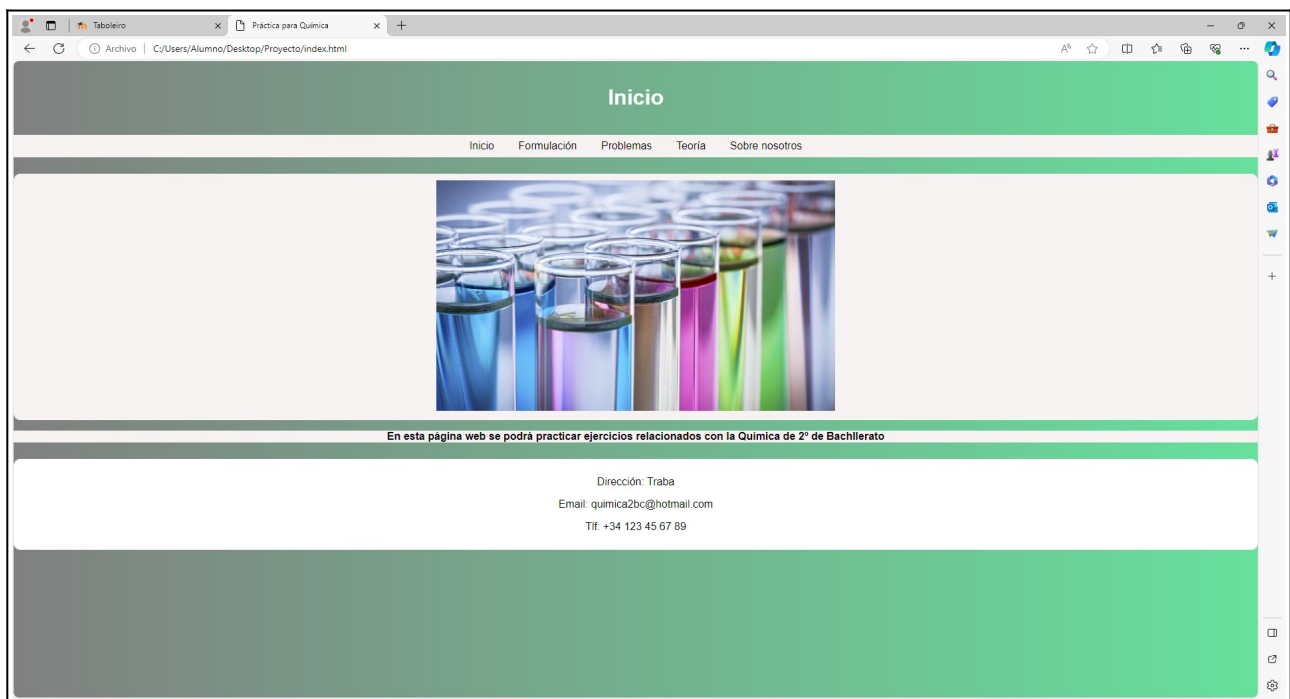 Taboleiro
Práctica para Química
Archivo
C:/Users/Alumno/Desktop/Proyecto/index.html
Inicio
Inicio Formulación Problemas Teoría Sobre nosotros
En esta página web se podrá practicar ejercicios relacionados con la Quimica de 2º de Bachllerato
Dirección: Traba
Email: quimica2bc@hotmail.com
Tlf: +34 123 45 67 89